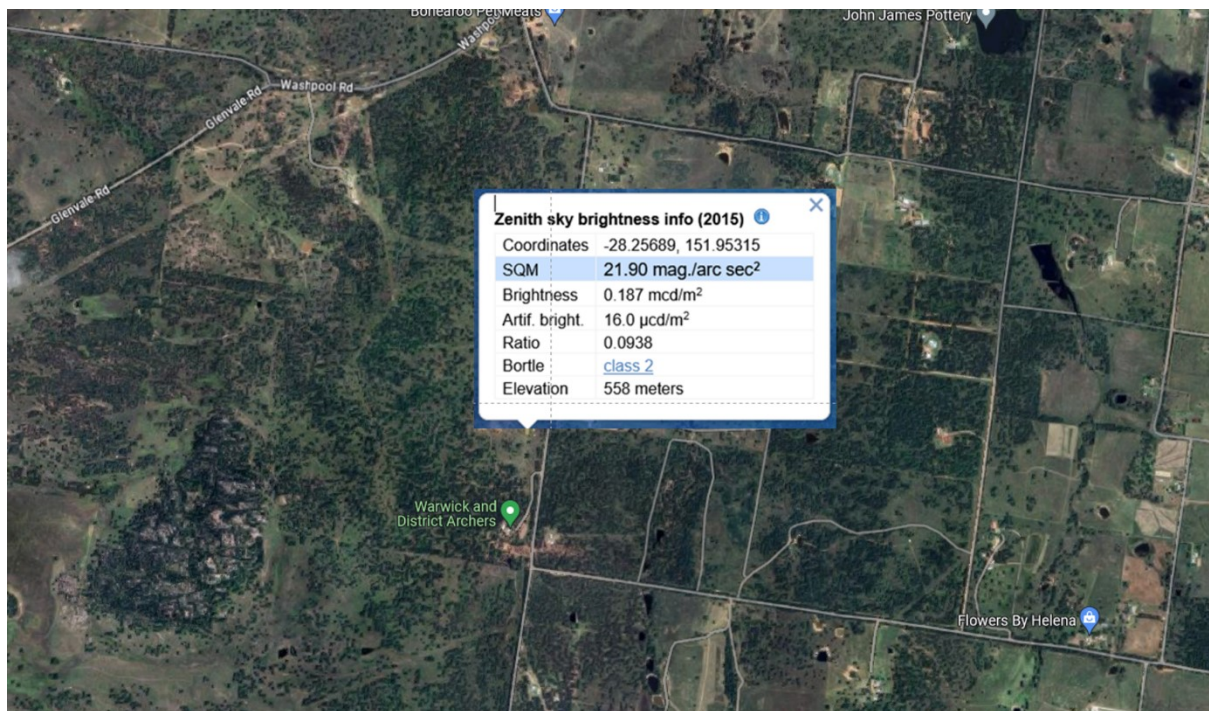 Bonearoo Pet Meats
John James Pottery
Washpool
Washpool Rd
Glenvale Rd
Glenvale Rd
Zenith sky brightness info (2015)
Coordinates -28.25689, 151.95315
SQM 21.90 mag./arc sec²
Brightness 0.187 mcd/m²
Artif. bright. 16.0 μcd/m²
Ratio 0.0938
Bortle class 2
Elevation 558 meters
Warwick and
District Archers
Flowers By Helena